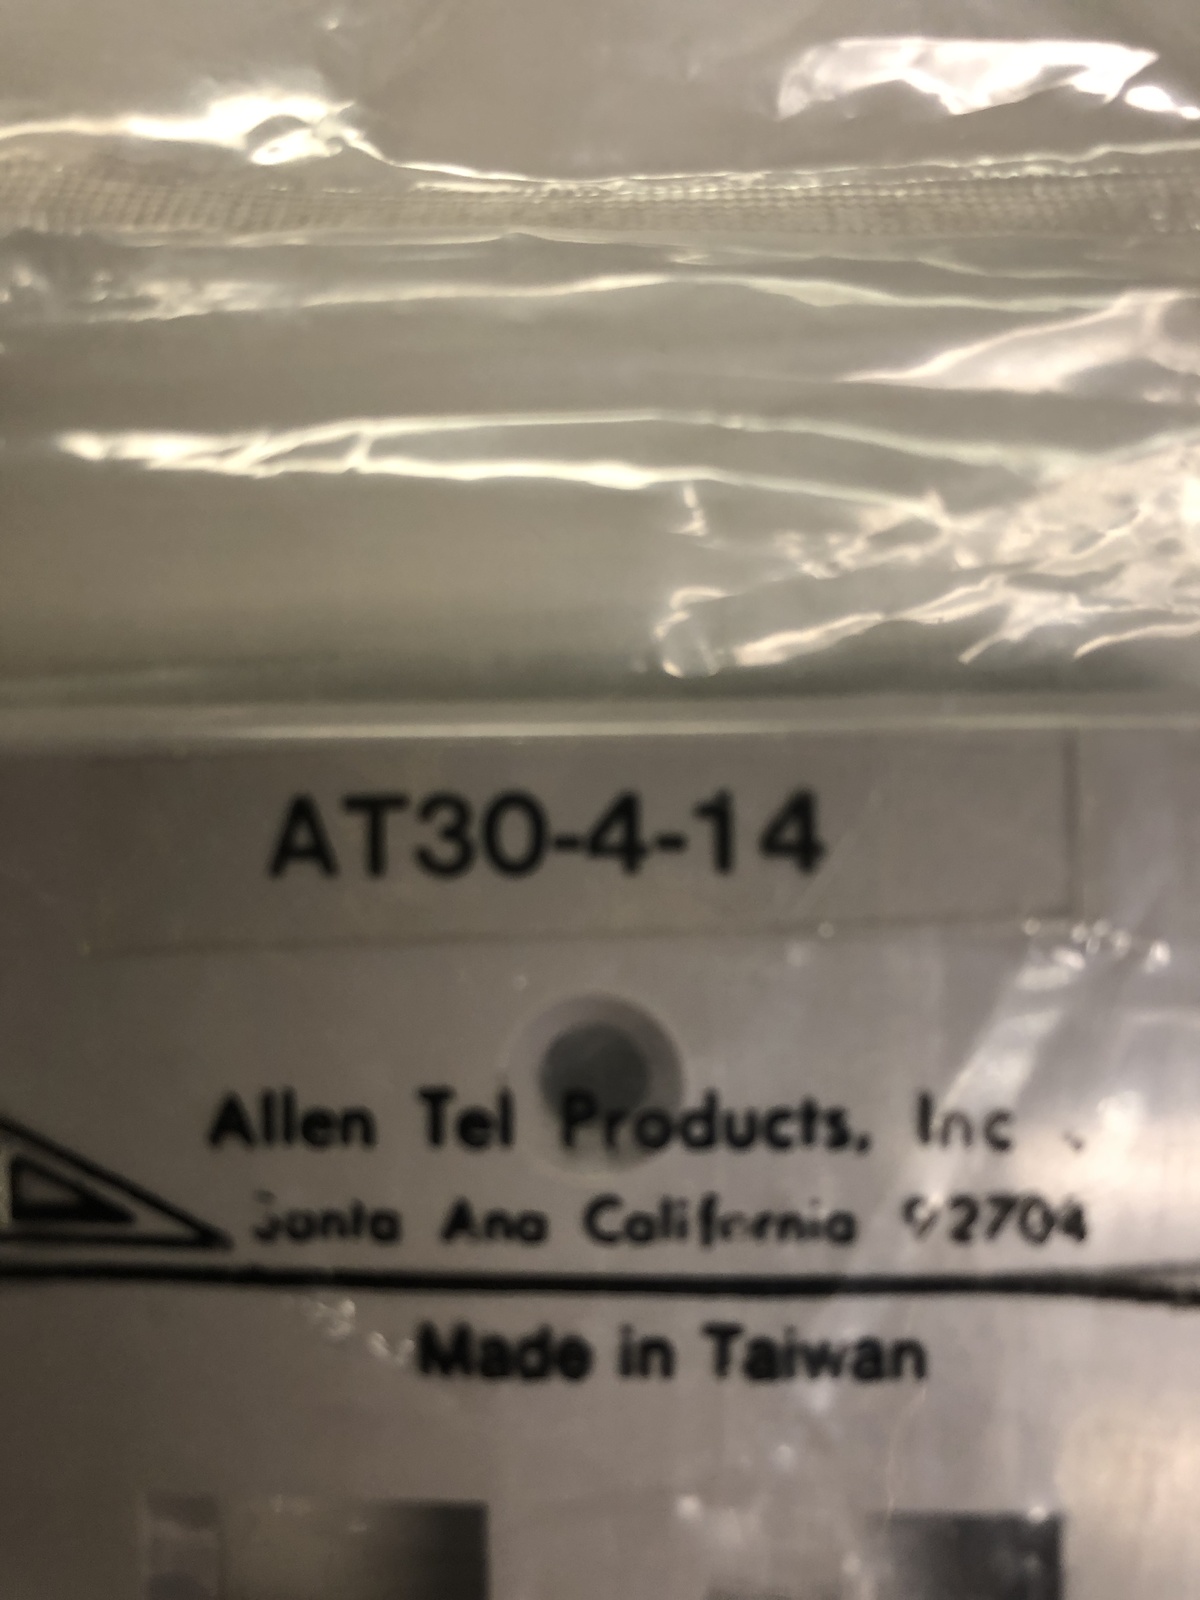 AT30-4-14
Allen Tel Products, Inc .
Santa Ana California 92704
Made in Taiwan